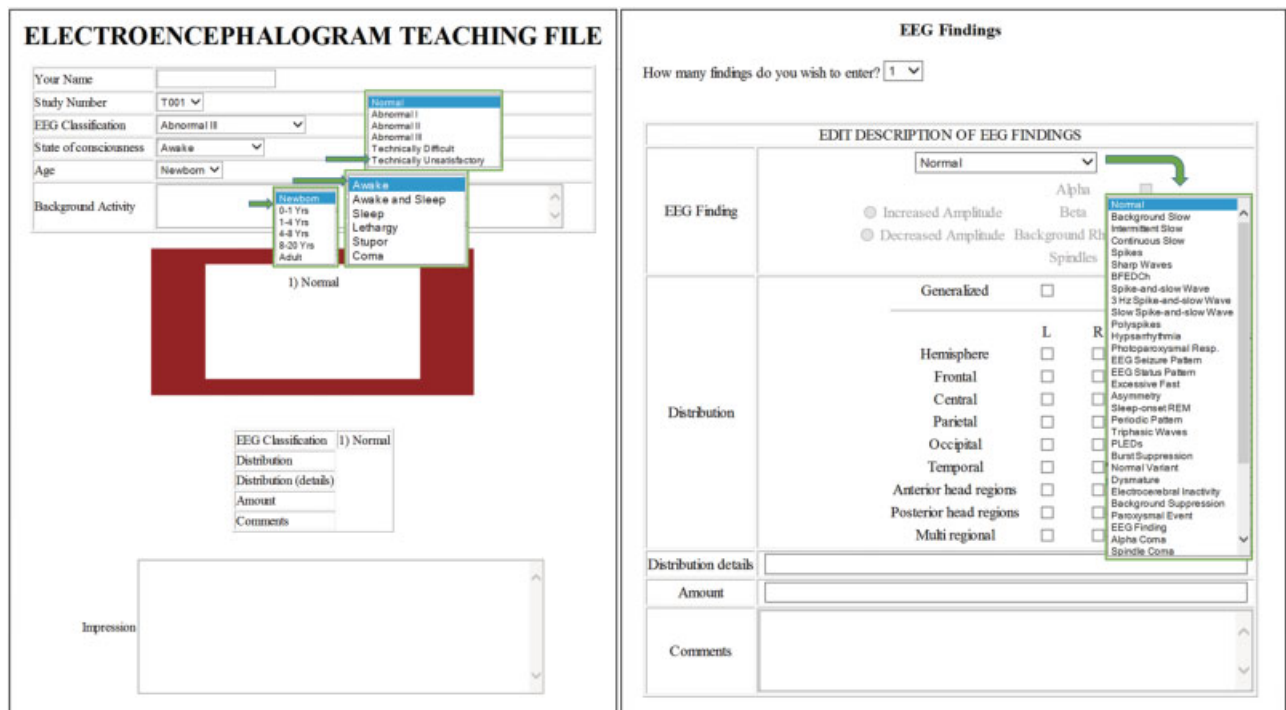 ELECTROENCEPHALOGRAM TEACHING FILE
Your Name
Study Number T001
EEG Classification Abnormal III
State of consciousness Awake
Age Newborn
Background Activity
Normal
Abnormal I
Abnormal II
Abnormal III
Technically Difficult
Technically Unsatisfactory
Awake
Awake and Sleep
Sleep
Lethargy
Stupor
Coma
Newborn
0-1 Yrs
1-4 Yrs
4-8 Yrs
8-20 Yrs
Adult
1) Normal
EEG Classification 1) Normal
Distribution
Distribution (details)
Amount
Comments
Impression
EEG Findings
How many findings do you wish to enter? 1
EDIT DESCRIPTION OF EEG FINDINGS
EEG Finding
Normal
Alpha
Increased Amplitude Beta
Decreased Amplitude Background Rh
Spindles
Distribution
Generalized
L R
Hemisphere
Frontal
Central
Parietal
Occipital
Temporal
Anterior head regions
Posterior head regions
Multi regional
Normal
Background Slow
Intermittent Slow
Continuous Slow
Spikes
Sharp Waves
BFEDCh
Spike-and-slow Wave
3 Hz Spike-and-slow Wave
Slow Spike-and-slow Wave
Polyspikes
Hypsarrhythmia
Photoparoxysmal Resp.
EEG Seizure Pattern
EEG Status Pattern
Excessive Fast
Asymmetry
Sleep-onset REM
Periodic Pattern
Triphasic Waves
PLEDs
Burst Suppression
Normal Variant
Dysmature
Electrocerebral Inactivity
Background Suppression
Paroxysmal Event
EEG Finding
Alpha Coma
Spindle Coma
Distribution details
Amount
Comments